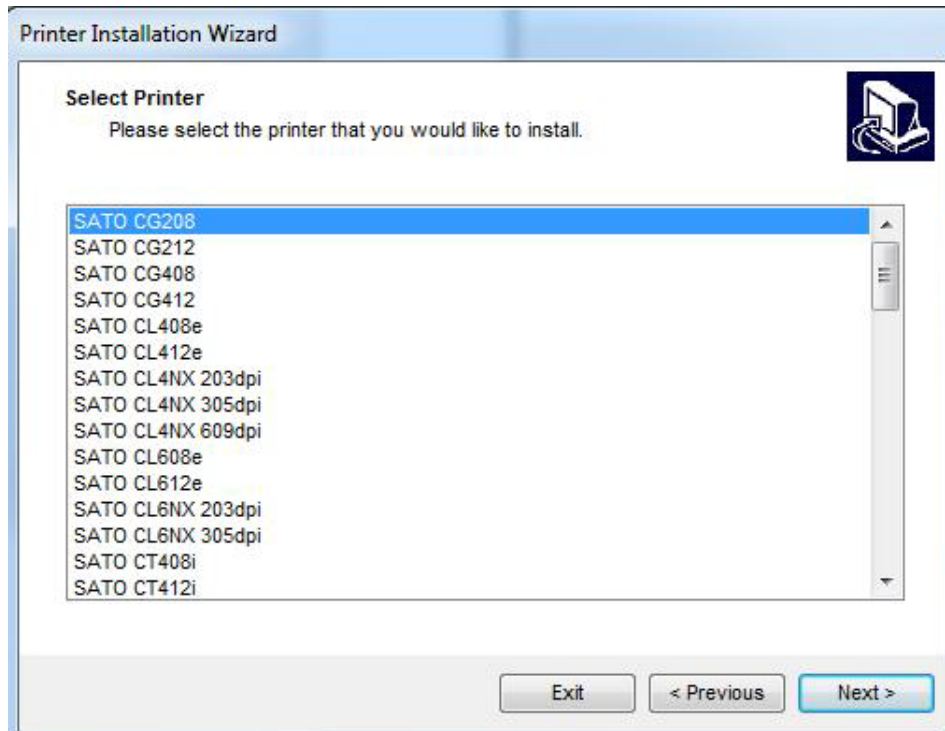 Printer Installation Wizard
Select Printer
Please select the printer that you would like to install.
SATO CG208
SATO CG212
SATO CG408
SATO CG412
SATO CL408e
SATO CL412e
SATO CL4NX 203dpi
SATO CL4NX 305dpi
SATO CL4NX 609dpi
SATO CL608e
SATO CL612e
SATO CL6NX 203dpi
SATO CL6NX 305dpi
SATO CT408i
SATO CT412i
Exit < Previous Next >